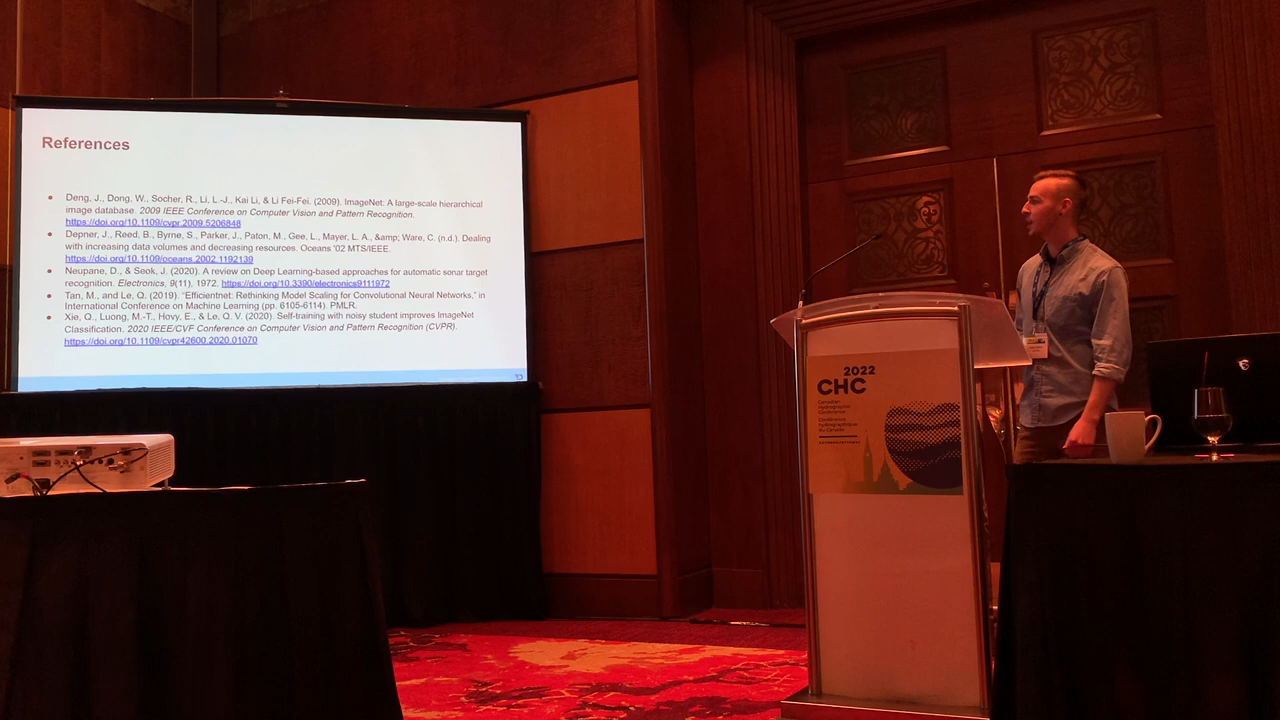 References
Deng, J., Dong, W., Socher, R., Li, L.-J., Kai Li, & Li Fei-Fei. (2009). ImageNet: A large-scale hierarchical
image database. 2009 IEEE Conference on Computer Vision and Pattern Recognition.
https://doi.org/10.1109/cvpr.2009.5206848
Depner, J., Reed, B., Byrne, S., Parker, J., Paton, M., Gee, L., Mayer, L. A., &amp; Ware, C. (n.d.). Dealing
with increasing data volumes and decreasing resources. Oceans '02 MTS/IEEE.
https://doi.org/10.1109/oceans.2002.1192139
Neupane, D., & Seok, J. (2020). A review on Deep Learning-based approaches for automatic sonar target
recognition. Electronics, 9(11), 1972. https://doi.org/10.3390/electronics9111972
Tan, M., and Le, Q. (2019). "Efficientnet: Rethinking Model Scaling for Convolutional Neural Networks," in
International Conference on Machine Learning (pp. 6105-6114). PMLR.
Xie, Q., Luong, M.-T., Hovy, E., & Le, Q. V. (2020). Self-training with noisy student improves ImageNet
Classification. 2020 IEEE/CVF Conference on Computer Vision and Pattern Recognition (CVPR).
https://doi.org/10.1109/cvpr42600.2020.01070
2022
CHC
Canadian
Hydrographic
Conference
Conférence
hydrographique
du Canada